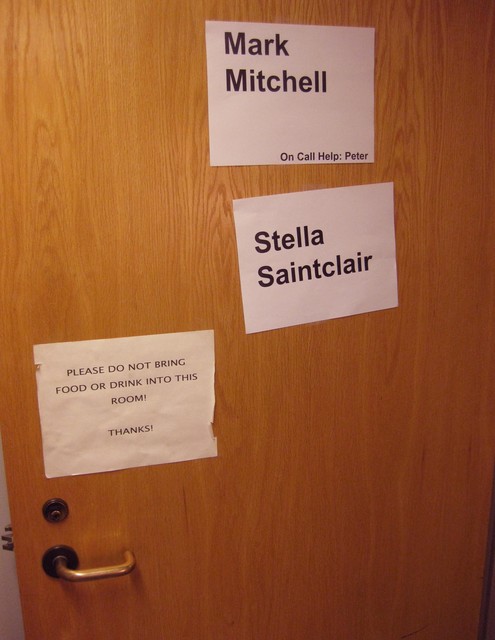 Mark
Mitchell
On Call Help: Peter
Stella
Saintclair
PLEASE DO NOT BRING
FOOD OR DRINK INTO THIS
ROOM!
THANKS!